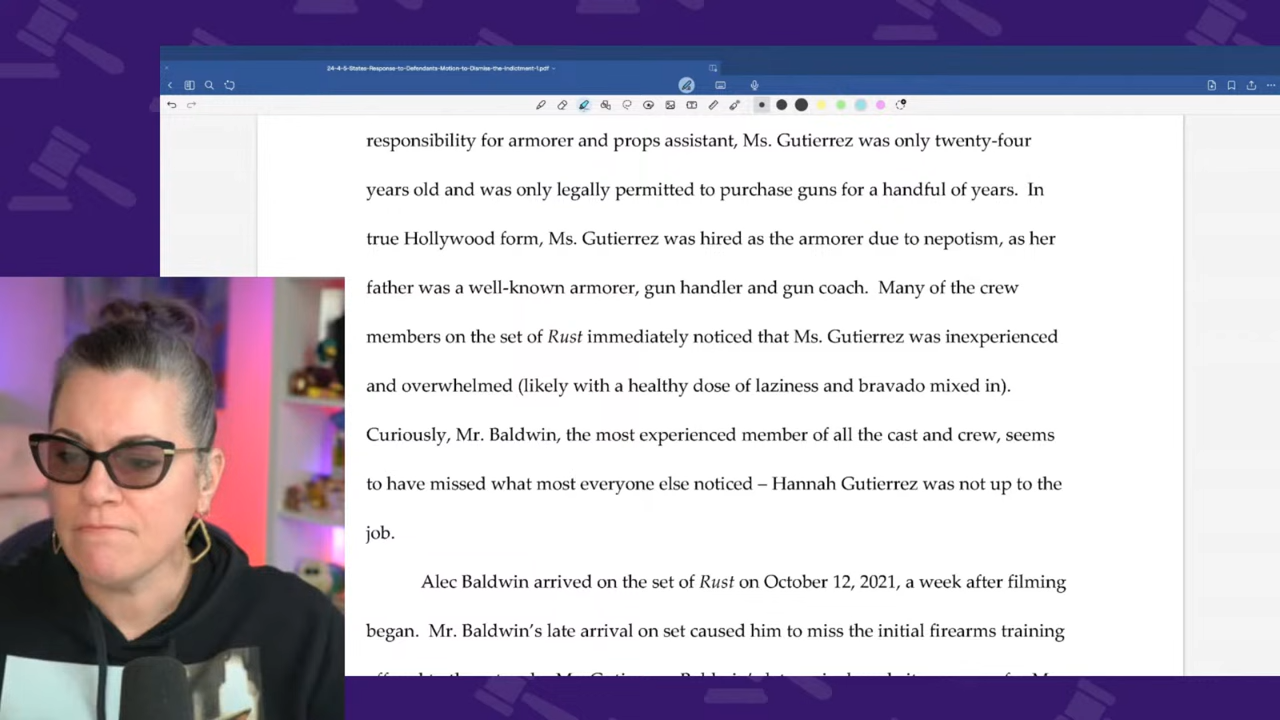 24-4-5-States-Response-to-Defendants-Motion-to-Dismiss-the-Indictment-1.pdf
responsibility for armorer and props assistant, Ms. Gutierrez was only twenty-four
years old and was only legally permitted to purchase guns for a handful of years. In
true Hollywood form, Ms. Gutierrez was hired as the armorer due to nepotism, as her
father was a well-known armorer, gun handler and gun coach. Many of the crew
members on the set of Rust immediately noticed that Ms. Gutierrez was inexperienced
and overwhelmed (likely with a healthy dose of laziness and bravado mixed in).
Curiously, Mr. Baldwin, the most experienced member of all the cast and crew, seems
to have missed what most everyone else noticed – Hannah Gutierrez was not up to the
job.
Alec Baldwin arrived on the set of Rust on October 12, 2021, a week after filming
began. Mr. Baldwin's late arrival on set caused him to miss the initial firearms training